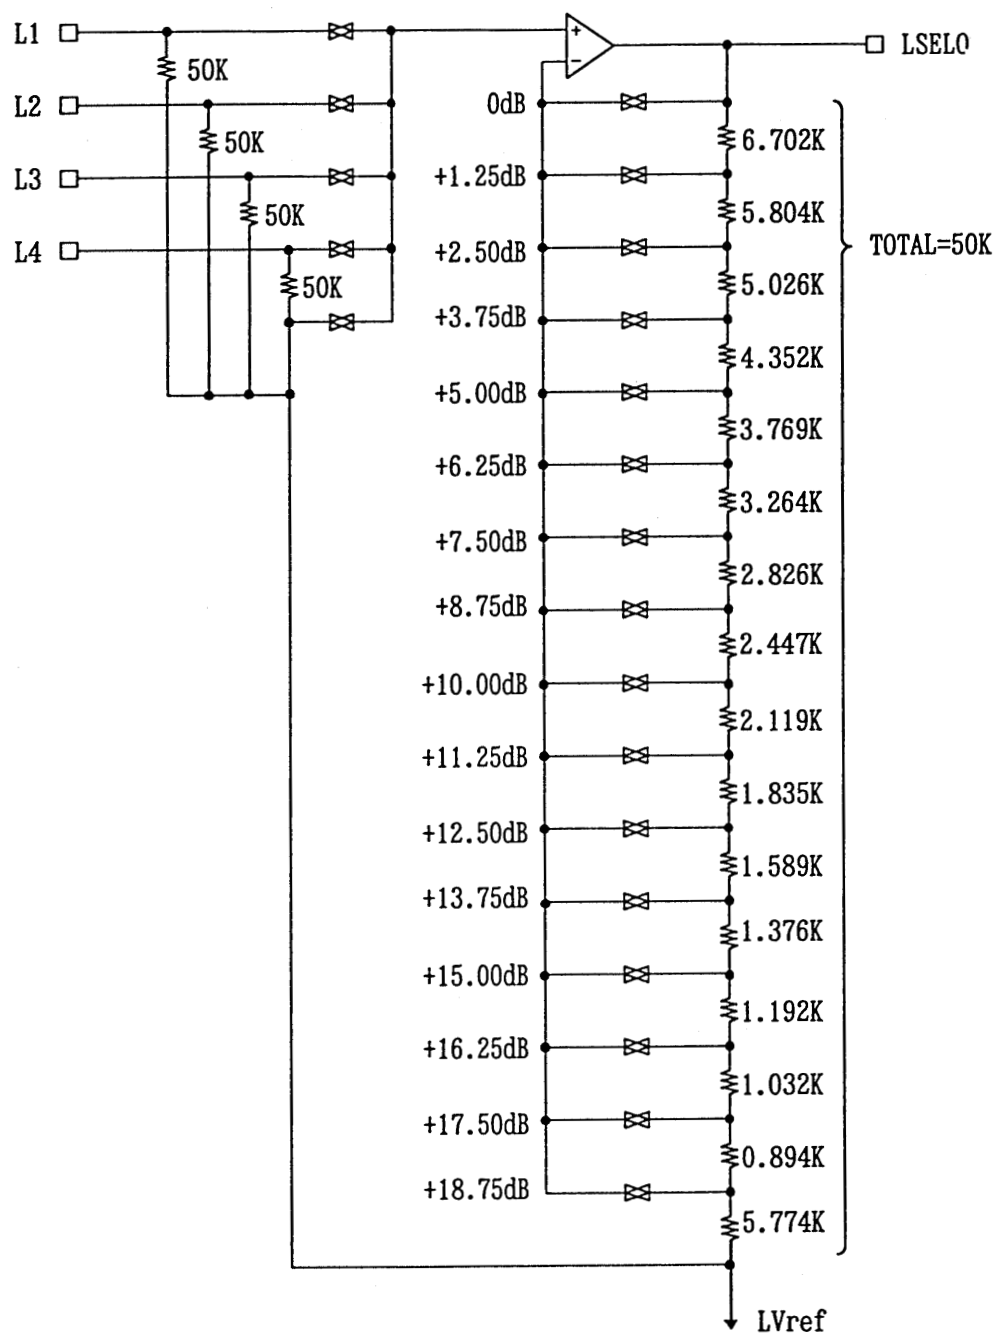 L1
50K
L2
50K
L3
50K
L4
50K
+
−
LSELO
0dB
6.702K
+1.25dB
5.804K
+2.50dB
TOTAL=50K
5.026K
+3.75dB
4.352K
+5.00dB
3.769K
+6.25dB
3.264K
+7.50dB
2.826K
+8.75dB
2.447K
+10.00dB
2.119K
+11.25dB
1.835K
+12.50dB
1.589K
+13.75dB
1.376K
+15.00dB
1.192K
+16.25dB
1.032K
+17.50dB
0.894K
+18.75dB
5.774K
LVref